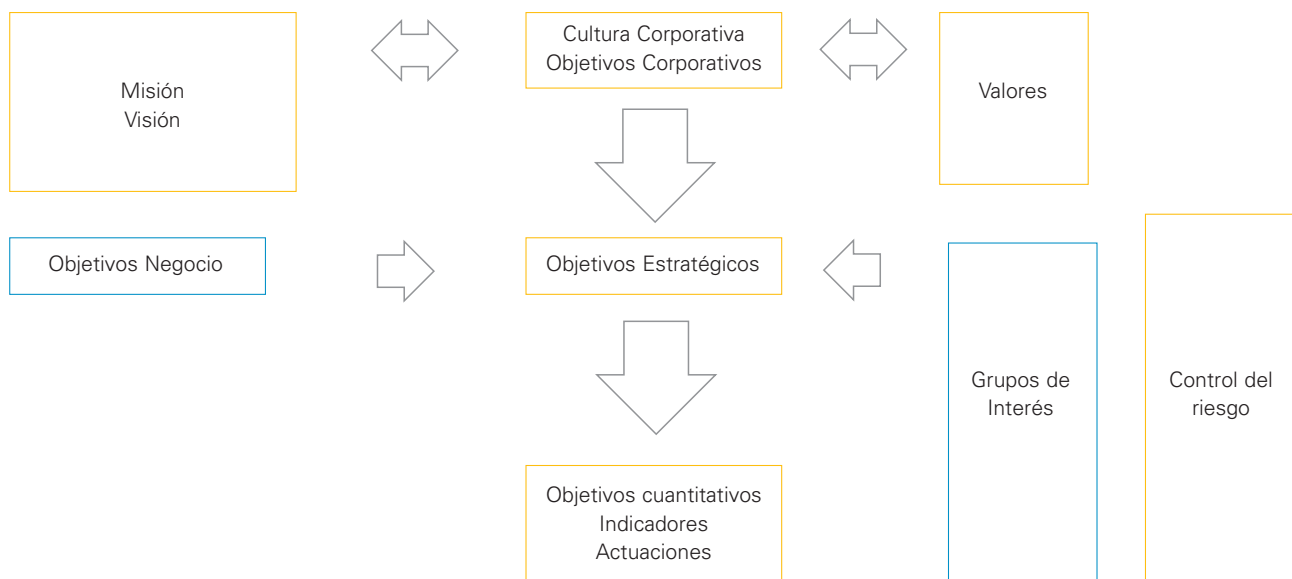 Misión
Visión
Cultura Corporativa
Objetivos Corporativos
Valores
Objetivos Negocio
Objetivos Estratégicos
Grupos de
Interés
Control del
riesgo
Objetivos cuantitativos
Indicadores
Actuaciones